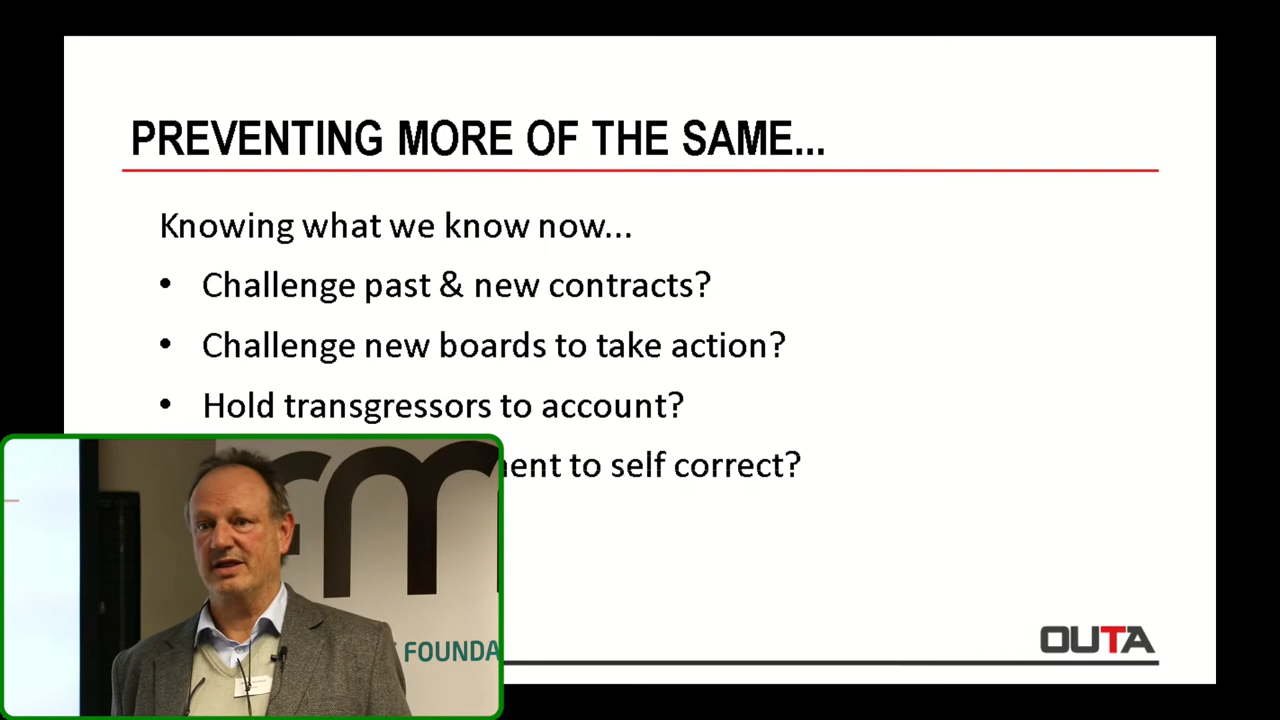 PREVENTING MORE OF THE SAME...
Knowing what we know now...
• Challenge past & new contracts?
• Challenge new boards to take action?
• Hold transgressors to account?
ent to self correct?
rm
FOUNDA
OUTA